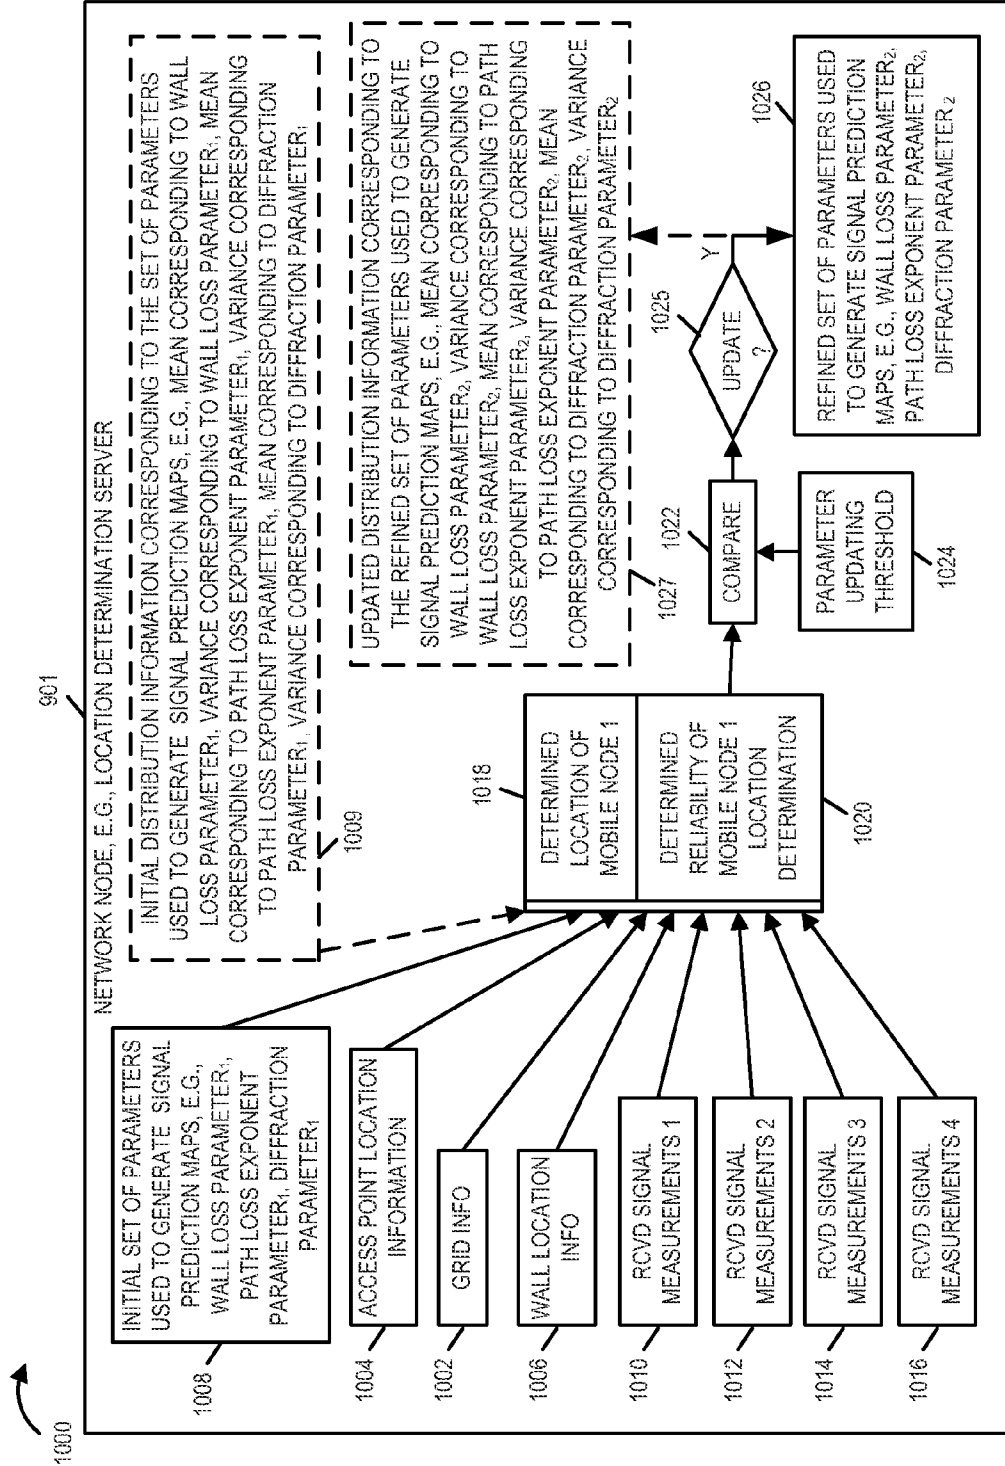 1000
901
NETWORK NODE, E.G., LOCATION DETERMINATION SERVER
INITIAL SET OF PARAMETERS
USED TO GENERATE SIGNAL
PREDICTION MAPS, E.G.,
WALL LOSS PARAMETER₁,
PATH LOSS EXPONENT
PARAMETER₁, DIFFRACTION
PARAMETER₁
1008
ACCESS POINT LOCATION
INFORMATION
1004
GRID INFO
1002
WALL LOCATION
INFO
1006
RCVD SIGNAL
MEASUREMENTS 1
1010
RCVD SIGNAL
MEASUREMENTS 2
1012
RCVD SIGNAL
MEASUREMENTS 3
1014
RCVD SIGNAL
MEASUREMENTS 4
1016
INITIAL DISTRIBUTION INFORMATION CORRESPONDING TO THE SET OF PARAMETERS
USED TO GENERATE SIGNAL PREDICTION MAPS, E.G., MEAN CORRESPONDING TO WALL
LOSS PARAMETER₁, VARIANCE CORRESPONDING TO WALL LOSS PARAMETER₁, MEAN
CORRESPONDING TO PATH LOSS EXPONENT PARAMETER₁, VARIANCE CORRESPONDING
TO PATH LOSS EXPONENT PARAMETER₁, MEAN CORRESPONDING TO DIFFRACTION
PARAMETER₁, VARIANCE CORRESPONDING TO DIFFRACTION PARAMETER₁
1009
DETERMINED
LOCATION OF
MOBILE NODE 1
1018
DETERMINED
RELIABILITY OF
MOBILE NODE 1
LOCATION
DETERMINATION
1020
UPDATED DISTRIBUTION INFORMATION CORRESPONDING TO
THE REFINED SET OF PARAMETERS USED TO GENERATE
SIGNAL PREDICTION MAPS, E.G., MEAN CORRESPONDING TO
WALL LOSS PARAMETER₂, VARIANCE CORRESPONDING TO
WALL LOSS PARAMETER₂, MEAN CORRESPONDING TO PATH
LOSS EXPONENT PARAMETER₂, VARIANCE CORRESPONDING
TO PATH LOSS EXPONENT PARAMETER₂, MEAN
CORRESPONDING TO DIFFRACTION PARAMETER₂, VARIANCE
CORRESPONDING TO DIFFRACTION PARAMETER₂
1027
COMPARE
1022
PARAMETER
UPDATING
THRESHOLD
1024
UPDATE
?
1025
Y
REFINED SET OF PARAMETERS USED
TO GENERATE SIGNAL PREDICTION
MAPS, E.G., WALL LOSS PARAMETER₂,
PATH LOSS EXPONENT PARAMETER₂,
DIFFRACTION PARAMETER₂
1026